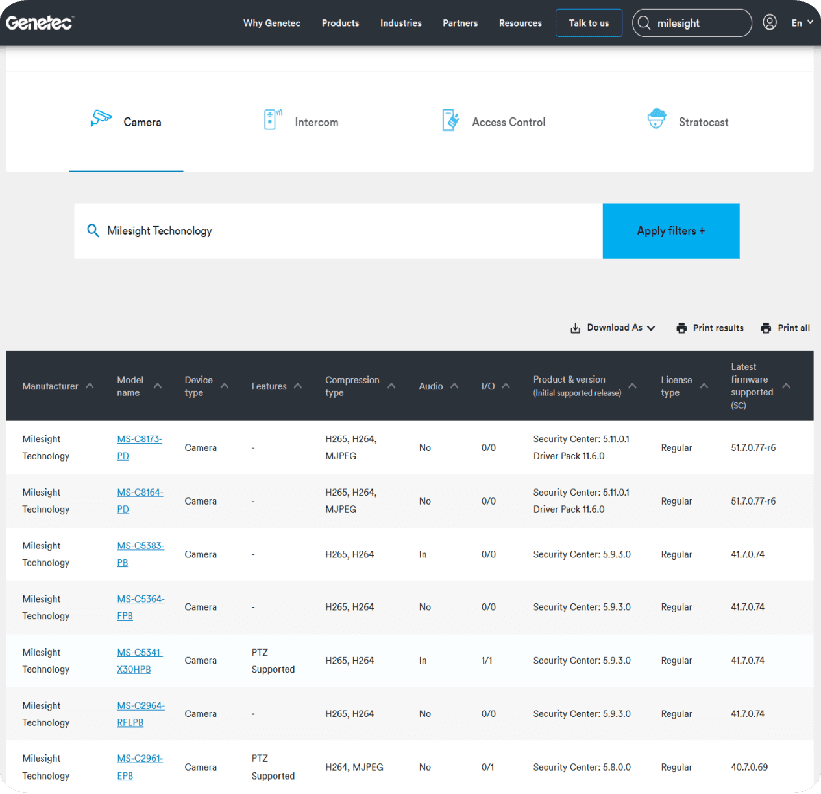 Genetec™
Why Genetec Products Industries Partners Resources Talk to us milesight En
Camera Intercom Access Control Stratocast
Milesight Techonology Apply filters +
Download As Print results Print all
Manufacturer Model name Device type Features Compression type Audio I/O Product & version (Initial supported release) License type Latest firmware supported (SC)
Milesight Technology MS-C8173-PD Camera - H265, H264, MJPEG No 0/0 Security Center: 5.11.0.1 Driver Pack 11.6.0 Regular 51.7.0.77-r6
Milesight Technology MS-C8164-PD Camera - H265, H264, MJPEG No 0/0 Security Center: 5.11.0.1 Driver Pack 11.6.0 Regular 51.7.0.77-r6
Milesight Technology MS-C5383-PB Camera - H265, H264 In 0/0 Security Center: 5.9.3.0 Regular 41.7.0.74
Milesight Technology MS-C5364-FPB Camera - H265, H264 No 0/0 Security Center: 5.9.3.0 Regular 41.7.0.74
Milesight Technology MS-C5341-X30HPB Camera PTZ Supported H265, H264 In 1/1 Security Center: 5.9.3.0 Regular 41.7.0.74
Milesight Technology MS-C2964-RFLPB Camera - H265, H264 No 0/0 Security Center: 5.9.3.0 Regular 41.7.0.74
Milesight Technology MS-C2961-EPB Camera PTZ Supported H264, MJPEG No 0/1 Security Center: 5.8.0.0 Regular 40.7.0.69